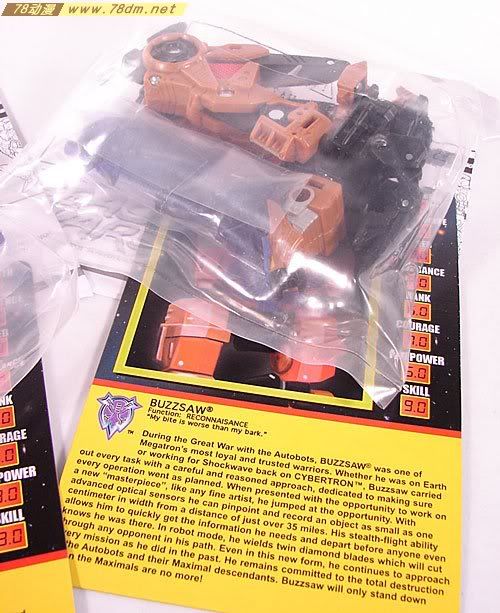 78动漫 www.78dm.net
ANCE
RANK
COURAGE
7.0
POWER
5.0
SKILL
9.0
POWER
SKILL
BUZZSAW®
Function: RECONNAISANCE
"My bite is worse than my bark."
™ During the Great War with the Autobots, BUZZSAW® was one of
Megatron's most loyal and trusted warriors. Whether he was on Earth
or working for Shockwave back on CYBERTRON™. Buzzsaw carried
out every task with a careful and reasoned approach, dedicated to making sure
every operation went as planned. When presented with the opportunity to work on
a new "masterpiece", like any fine artist, he jumped at the opportunity. With
advanced optical sensors he can pinpoint and record an object as small as one
centimeter in width from a distance of just over 35 miles. His stealth-flight ability
allows him to quickly get the information he needs and depart before anyone even
knows he was there. In robot mode, he wields twin diamond blades which will cut
through any opponent in his path. Even in this new form, he continues to approach
every mission as he did in the past. He remains committed to the total destruction
the Autobots and their Maximal descendants. Buzzsaw will only stand down
the Maximals are no more!